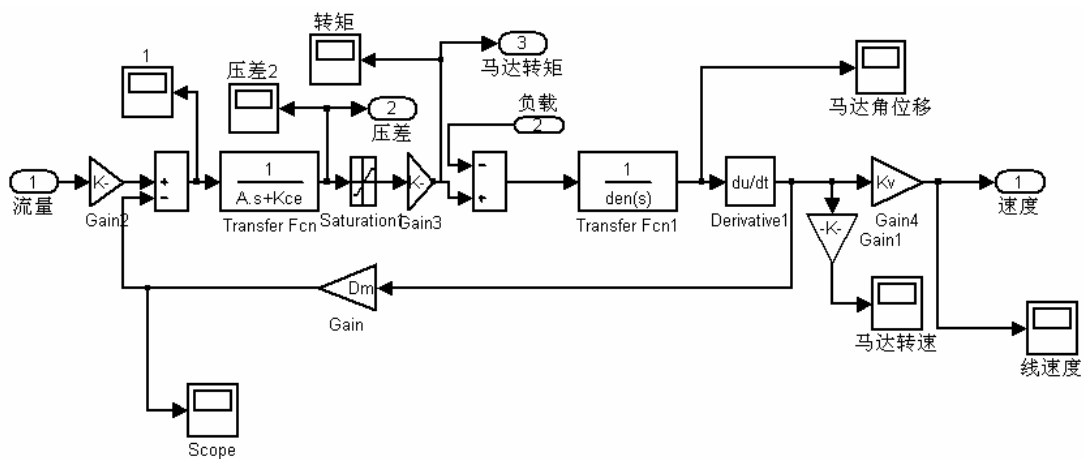 转矩
3
马达转矩
1
压差2
2
压差
负载
2
马达角位移
1
流量
K-
Gain2
+
-
1
A.s+Kce
Transfer Fcn
Saturation1
K-
Gain3
-
+
1
den(s)
Transfer Fcn1
du/dt
Derivative1
Kv
Gain4
1
速度
-K-
Gain1
Dm
Gain
马达转速
线速度
Scope